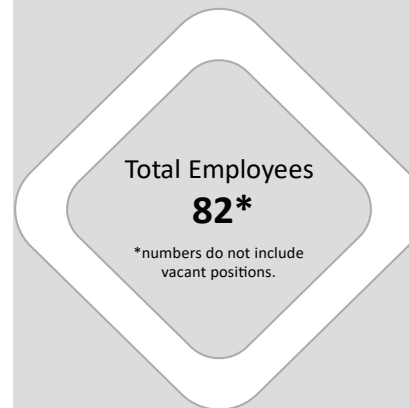 Total Employees
82*
*numbers do not include
vacant positions.